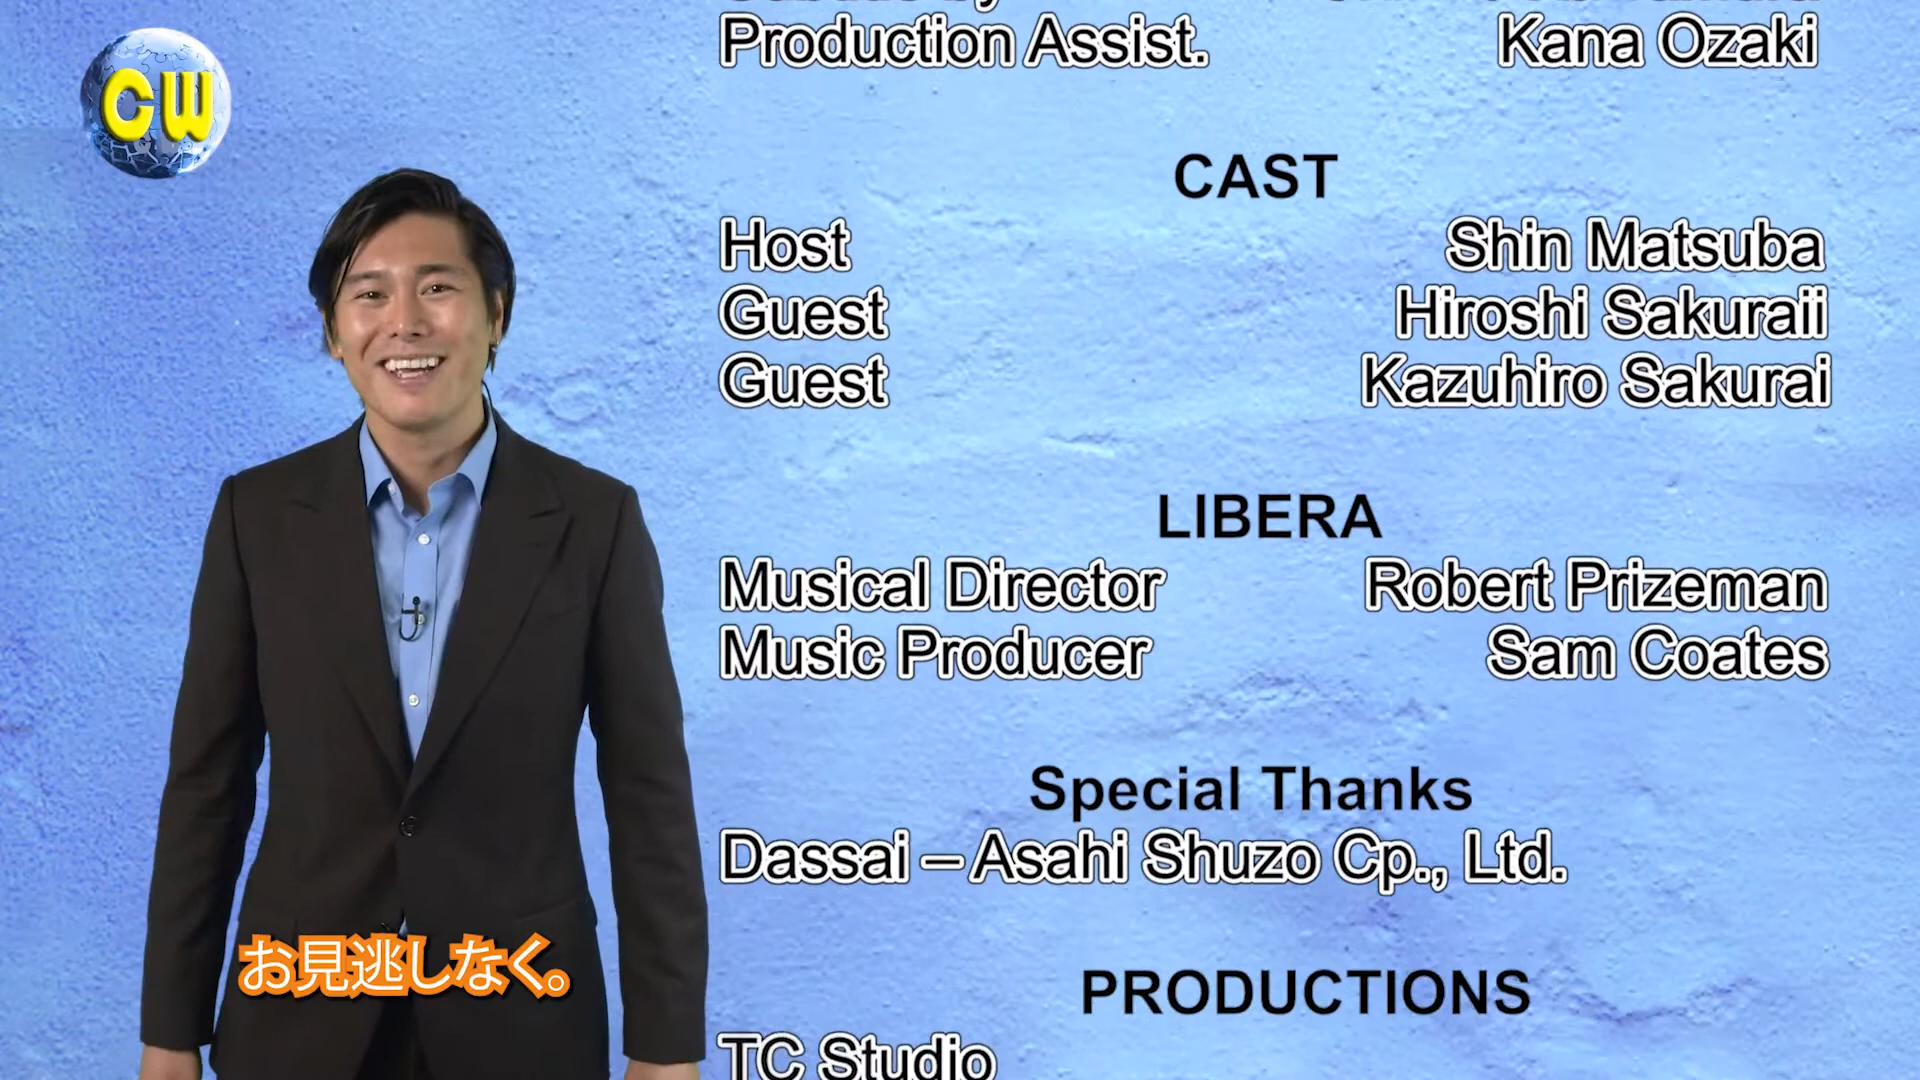 CW
Production Assist. Kana Ozaki
CAST
Host Shin Matsuba
Guest Hiroshi Sakuraii
Guest Kazuhiro Sakurai
LIBERA
Musical Director Robert Prizeman
Music Producer Sam Coates
Special Thanks
Dassai – Asahi Shuzo Cp., Ltd.
PRODUCTIONS
TC Studio
お見逃しなく。